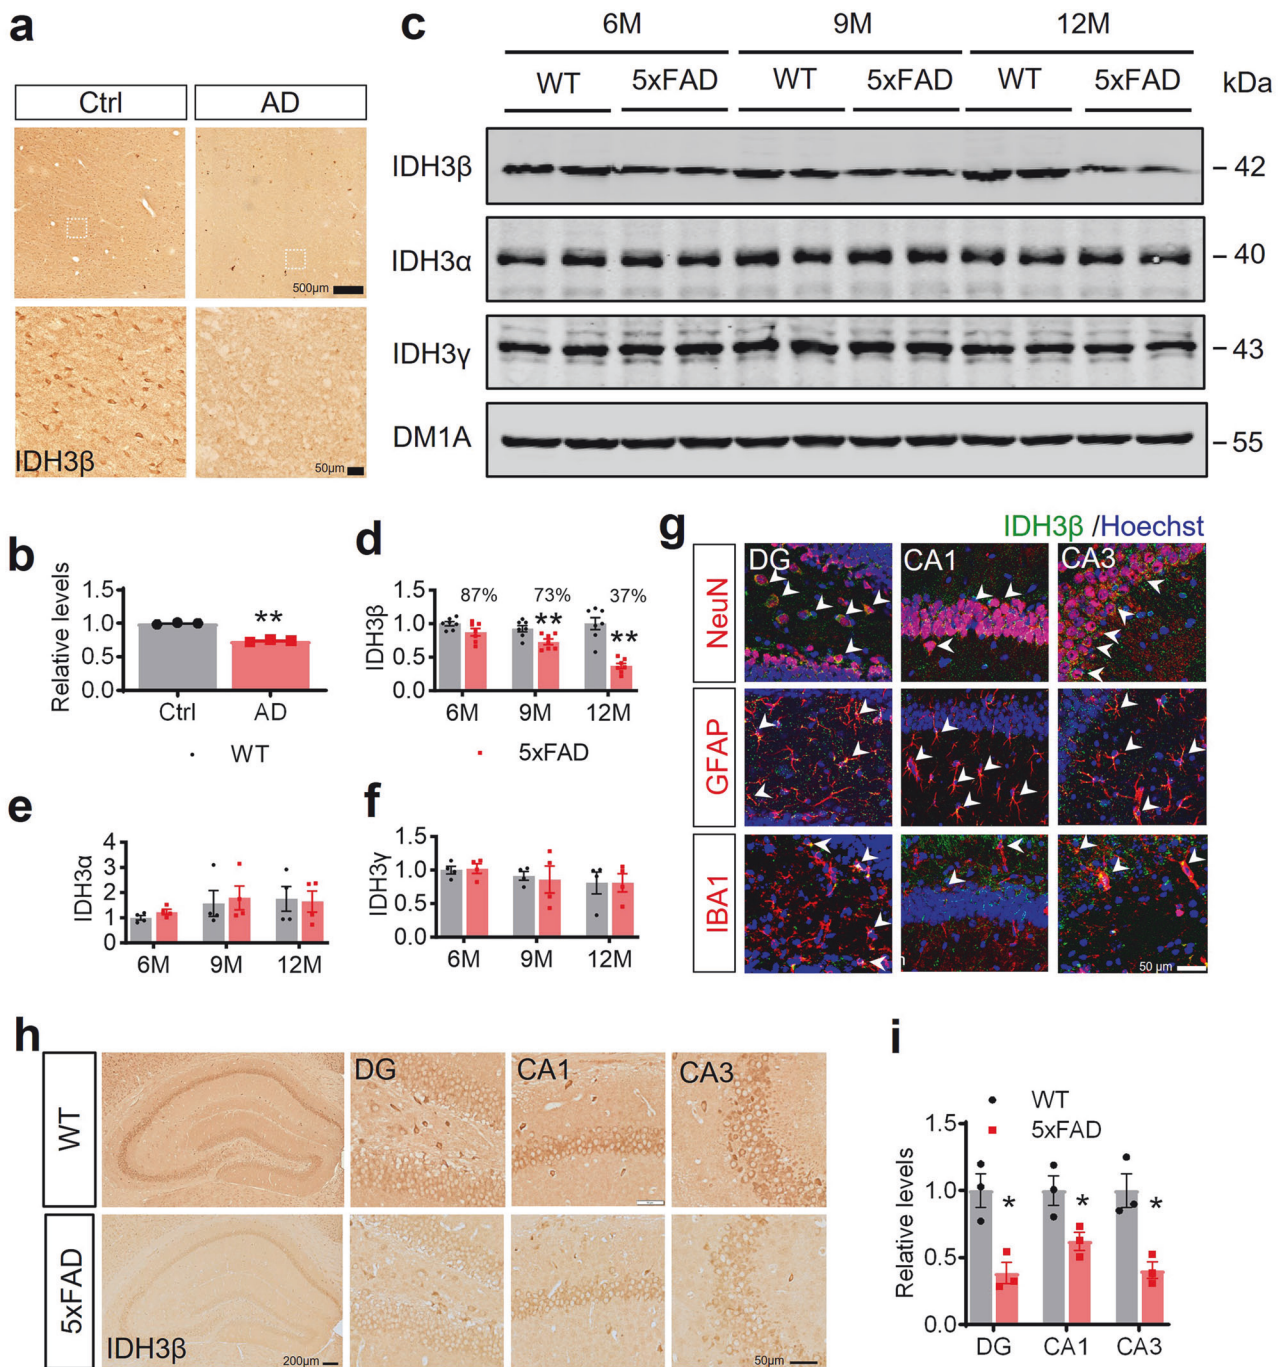 a
Ctrl AD
500µm
IDH3β
50µm
c
6M 9M 12M
WT 5xFAD WT 5xFAD WT 5xFAD kDa
IDH3β – 42
IDH3α – 40
IDH3γ – 43
DM1A – 55
b
Relative levels
1.5
1.0
0.5
0.0
**
Ctrl AD
d
IDH3β
1.5
1.0
0.5
0.0
87% 73% 37%
** **
6M 9M 12M
WT 5xFAD
e
IDH3α
4
3
2
1
0
6M 9M 12M
f
IDH3γ
1.5
1.0
0.5
0.0
6M 9M 12M
g
IDH3β /Hoechst
DG CA1 CA3
NeuN
GFAP
IBA1
50 µm
h
WT
DG CA1 CA3
5xFAD
IDH3β
200µm
50µm
i
WT
5xFAD
Relative levels
1.5
1.0
0.5
0.0
* * *
DG CA1 CA3